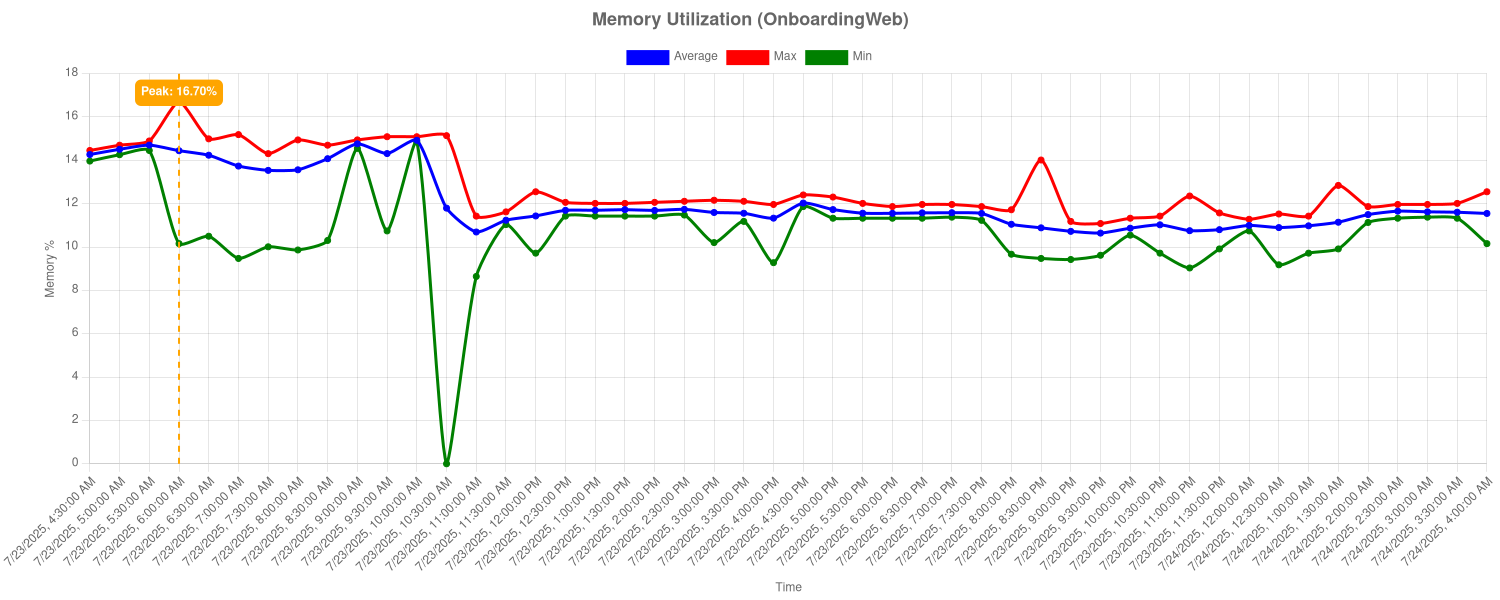 Memory Utilization (OnboardingWeb)
Average Max Min
Peak: 16.70%
18
16
14
12
10
8
6
4
2
0
Memory %
7/23/2025, 4:30:00 AM
7/23/2025, 5:00:00 AM
7/23/2025, 5:30:00 AM
7/23/2025, 6:00:00 AM
7/23/2025, 6:30:00 AM
7/23/2025, 7:00:00 AM
7/23/2025, 7:30:00 AM
7/23/2025, 8:00:00 AM
7/23/2025, 8:30:00 AM
7/23/2025, 9:00:00 AM
7/23/2025, 9:30:00 AM
7/23/2025, 10:00:00 AM
7/23/2025, 10:30:00 AM
7/23/2025, 11:00:00 AM
7/23/2025, 11:30:00 AM
7/23/2025, 12:00:00 PM
7/23/2025, 12:30:00 PM
7/23/2025, 1:00:00 PM
7/23/2025, 1:30:00 PM
7/23/2025, 2:00:00 PM
7/23/2025, 2:30:00 PM
7/23/2025, 3:00:00 PM
7/23/2025, 3:30:00 PM
7/23/2025, 4:00:00 PM
7/23/2025, 4:30:00 PM
7/23/2025, 5:00:00 PM
7/23/2025, 5:30:00 PM
7/23/2025, 6:00:00 PM
7/23/2025, 6:30:00 PM
7/23/2025, 7:00:00 PM
7/23/2025, 7:30:00 PM
7/23/2025, 8:00:00 PM
7/23/2025, 8:30:00 PM
7/23/2025, 9:00:00 PM
7/23/2025, 9:30:00 PM
7/23/2025, 10:00:00 PM
7/23/2025, 10:30:00 PM
7/23/2025, 11:00:00 PM
7/23/2025, 11:30:00 PM
7/24/2025, 12:00:00 AM
7/24/2025, 12:30:00 AM
7/24/2025, 1:00:00 AM
7/24/2025, 1:30:00 AM
7/24/2025, 2:00:00 AM
7/24/2025, 2:30:00 AM
7/24/2025, 3:00:00 AM
7/24/2025, 3:30:00 AM
7/24/2025, 4:00:00 AM
Time